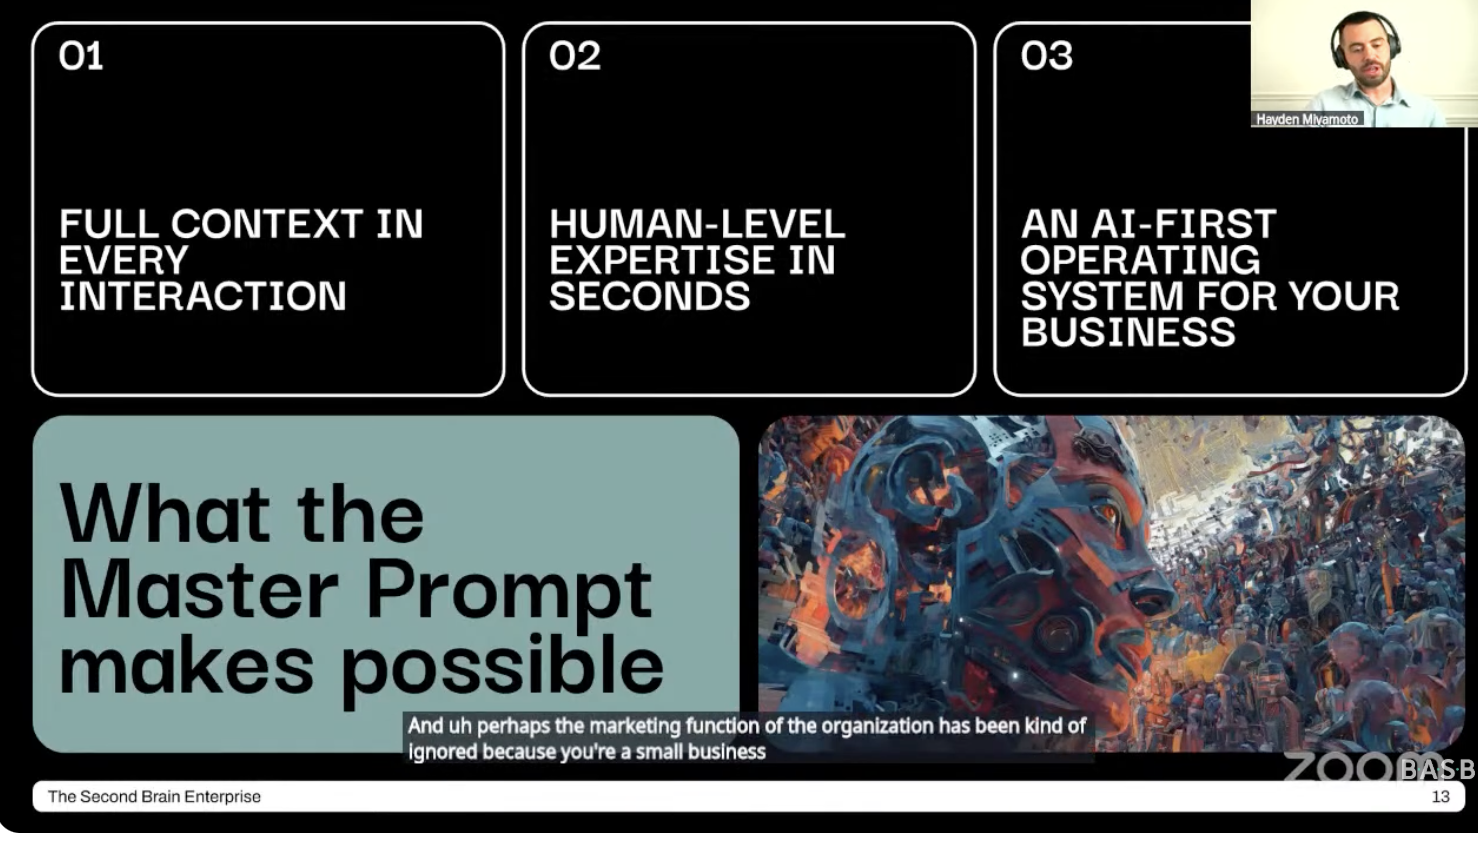 01
FULL CONTEXT IN
EVERY
INTERACTION
02
HUMAN-LEVEL
EXPERTISE IN
SECONDS
03
AN AI-FIRST
OPERATING
SYSTEM FOR YOUR
BUSINESS
Hayden Miyamoto
What the
Master Prompt
makes possible
And uh perhaps the marketing function of the organization has been kind of
ignored because you're a small business
zoom
BASB
The Second Brain Enterprise
13